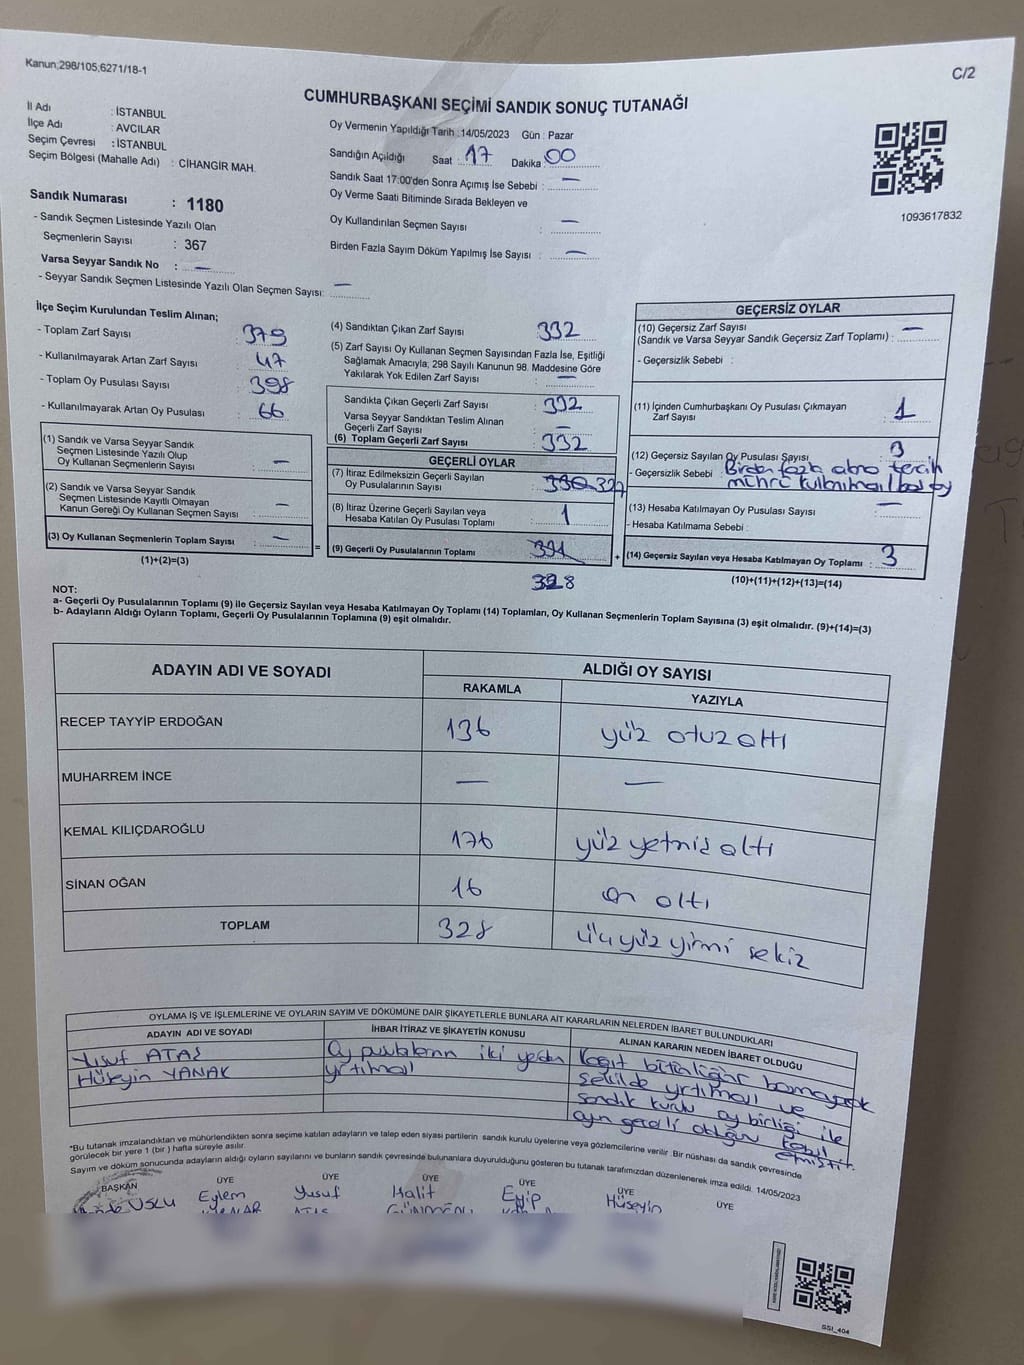 Kanun;298/105;6271/18-1
C/2
CUMHURBAŞKANI SEÇİMİ SANDIK SONUÇ TUTANAĞI
İl Adı : İSTANBUL
İlçe Adı : AVCILAR
Seçim Çevresi : İSTANBUL
Seçim Bölgesi (Mahalle Adı) : CİHANGİR MAH.
Sandık Numarası : 1180
- Sandık Seçmen Listesinde Yazılı Olan
Seçmenlerin Sayısı : 367
Varsa Seyyar Sandık No : —
- Seyyar Sandık Seçmen Listesinde Yazılı Olan Seçmen Sayısı: —
Oy Vermenin Yapıldığı Tarih :14/05/2023 Gün : Pazar
Sandığın Açıldığı Saat : 17 Dakika 00
Sandık Saat 17:00'den Sonra Açımış İse Sebebi : —
Oy Verme Saati Bitiminde Sırada Bekleyen ve
Oy Kullandırılan Seçmen Sayısı : —
Birden Fazla Sayım Döküm Yapılmış İse Sayısı : —
1093617832
İlçe Seçim Kurulundan Teslim Alınan;
- Toplam Zarf Sayısı : 379
- Kullanılmayarak Artan Zarf Sayısı : 47
- Toplam Oy Pusulası Sayısı : 398
- Kullanılmayarak Artan Oy Pusulası : 66
(1) Sandık ve Varsa Seyyar Sandık
Seçmen Listesinde Yazılı Olup
Oy Kullanan Seçmenlerin Sayısı : —
(2) Sandık ve Varsa Seyyar Sandık
Seçmen Listesinde Kayıtlı Olmayan
Kanun Gereği Oy Kullanan Seçmen Sayısı : —
(3) Oy Kullanan Seçmenlerin Toplam Sayısı : —
(1)+(2)=(3)
(4) Sandıktan Çıkan Zarf Sayısı : 332
(5) Zarf Sayısı Oy Kullanan Seçmen Sayısından Fazla İse, Eşitliği
Sağlamak Amacıyla; 298 Sayılı Kanunun 98. Maddesine Göre
Yakılarak Yok Edilen Zarf Sayısı : —
Sandıkta Çıkan Geçerli Zarf Sayısı : 332
Varsa Seyyar Sandıktan Teslim Alınan
Geçerli Zarf Sayısı : —
(6) Toplam Geçerli Zarf Sayısı : 332
GEÇERLİ OYLAR
(7) İtiraz Edilmeksizin Geçerli Sayılan
Oy Pusulalarının Sayısı : 330 327
(8) İtiraz Üzerine Geçerli Sayılan veya
Hesaba Katılan Oy Pusulası Toplamı : 1
= (9) Geçerli Oy Pusulalarının Toplamı : 331
328
GEÇERSİZ OYLAR
(10) Geçersiz Zarf Sayısı
(Sandık ve Varsa Seyyar Sandık Geçersiz Zarf Toplamı) : —
- Geçersizlik Sebebi :
(11) İçinden Cumhurbaşkanı Oy Pusulası Çıkmayan
Zarf Sayısı : 1
(12) Geçersiz Sayılan Oy Pusulası Sayısı : 3
- Geçersizlik Sebebi : Birden fazla alana tercih
mührü kullanılması/boş oy
(13) Hesaba Katılmayan Oy Pusulası Sayısı : —
- Hesaba Katılmama Sebebi :
+ (14) Geçersiz Sayılan veya Hesaba Katılmayan Oy Toplamı : 3
(10)+(11)+(12)+(13)=(14)
NOT:
a- Geçerli Oy Pusulalarının Toplamı (9) ile Geçersiz Sayılan veya Hesaba Katılmayan Oy Toplamı (14) Toplamları, Oy Kullanan Seçmenlerin Toplam Sayısına (3) eşit olmalıdır. (9)+(14)=(3)
b- Adayların Aldığı Oyların Toplamı, Geçerli Oy Pusulalarının Toplamına (9) eşit olmalıdır.
ADAYIN ADI VE SOYADI ALDIĞI OY SAYISI
RAKAMLA YAZIYLA
RECEP TAYYİP ERDOĞAN 136 yüz otuz altı
MUHARREM İNCE — —
KEMAL KILIÇDAROĞLU 176 yüz yetmiş altı
SİNAN OĞAN 16 on altı
TOPLAM 328 üçyüz yirmi sekiz
OYLAMA İŞ VE İŞLEMLERİNE VE OYLARIN SAYIM VE DÖKÜMÜNE DAİR ŞİKAYETLERLE BUNLARA AİT KARARLARIN NELERDEN İBARET BULUNDUKLARI
ADAYIN ADI VE SOYADI İHBAR İTİRAZ VE ŞİKAYETİN KONUSU ALINAN KARARIN NEDEN İBARET OLDUĞU
Yusuf ATAŞ Oy pusulalarının iki yerden Kağıt bütünlüğü bozmayacak
Hüseyin YANAK yırtılması şekilde yırtılması ve
sandık kurulu oy birliği ile
oyun geçerli olduğunu kabul
etmiştir.
*Bu tutanak imzalandıktan ve mühürlendikten sonra seçime katılan adayların ve talep eden siyasi partilerin sandık kurulu üyelerine veya gözlemcilerine verilir. Bir nüshası da sandık çevresinde
görülecek bir yere 1 (bir) hafta süreyle asılır.
Sayım ve döküm sonucunda adayların aldığı oyların sayılarını ve bunların sandık çevresinde bulunanlara duyurulduğunu gösteren bu tutanak tarafımızdan düzenlenerek imza edildi. 14/05/2023
BAŞKAN ÜYE ÜYE ÜYE ÜYE ÜYE ÜYE
USLU Eylem Yusuf Halit Eyip Hüseyin
ATAŞ
SSI_404